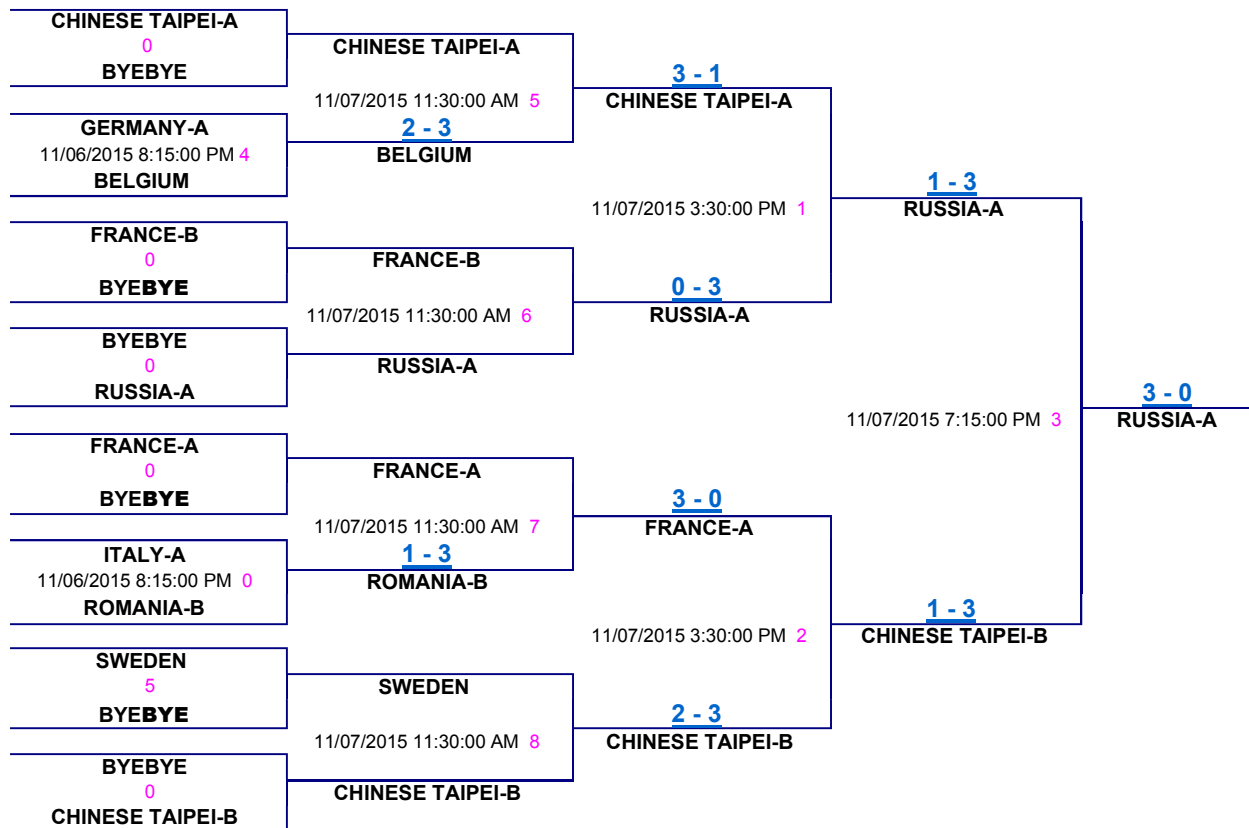 CHINESE TAIPEI-A
0
BYEBYE
GERMANY-A
11/06/2015 8:15:00 PM 4
BELGIUM
FRANCE-B
0
BYEBYE
BYEBYE
0
RUSSIA-A
FRANCE-A
0
BYEBYE
ITALY-A
11/06/2015 8:15:00 PM 0
ROMANIA-B
SWEDEN
5
BYEBYE
BYEBYE
0
CHINESE TAIPEI-B
CHINESE TAIPEI-A
11/07/2015 11:30:00 AM 5
2 - 3
BELGIUM
FRANCE-B
11/07/2015 11:30:00 AM 6
RUSSIA-A
FRANCE-A
11/07/2015 11:30:00 AM 7
1 - 3
ROMANIA-B
SWEDEN
11/07/2015 11:30:00 AM 8
CHINESE TAIPEI-B
3 - 1
CHINESE TAIPEI-A
11/07/2015 3:30:00 PM 1
0 - 3
RUSSIA-A
3 - 0
FRANCE-A
11/07/2015 3:30:00 PM 2
2 - 3
CHINESE TAIPEI-B
1 - 3
RUSSIA-A
11/07/2015 7:15:00 PM 3
1 - 3
CHINESE TAIPEI-B
3 - 0
RUSSIA-A